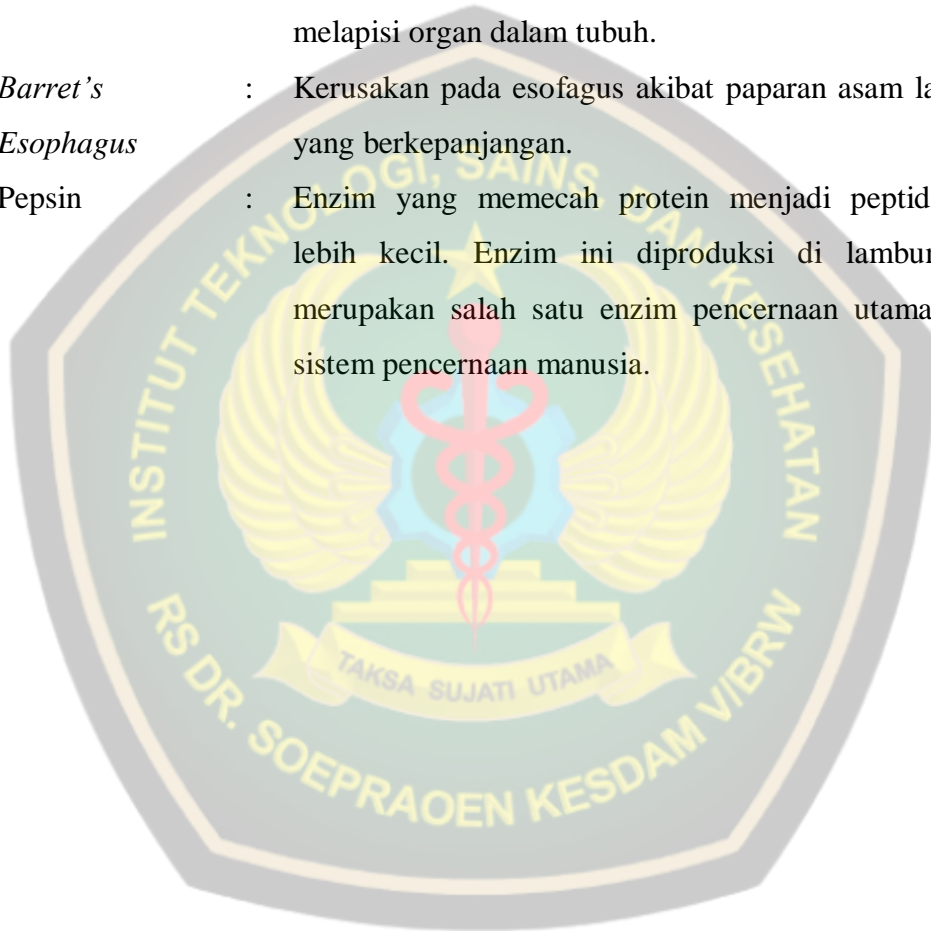 melapisi organ dalam tubuh.
Barret’s : Kerusakan pada esofagus akibat paparan asam la
Esophagus yang berkepanjangan.
Pepsin : Enzim yang memecah protein menjadi peptid
lebih kecil. Enzim ini diproduksi di lambun
merupakan salah satu enzim pencernaan utama
sistem pencernaan manusia.
INSTITUT TEKNOLOGI, SAINS, DAN KESEHATAN
TAKSA SUJATI UTAMA
RS DR. SOEPRAOEN KESDAM V/BRW